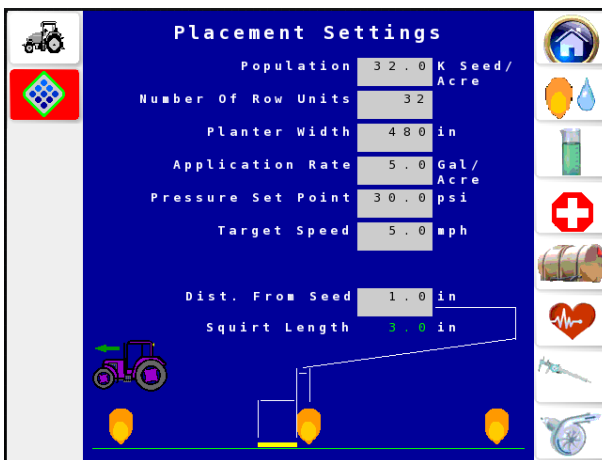 Placement Settings
Population 32.0 K Seed/
Acre
Number Of Row Units 32
Planter Width 480 in
Application Rate 5.0 Gal/
Acre
Pressure Set Point 30.0 psi
Target Speed 5.0 mph
Dist. From Seed 1.0 in
Squirt Length 3.0 in